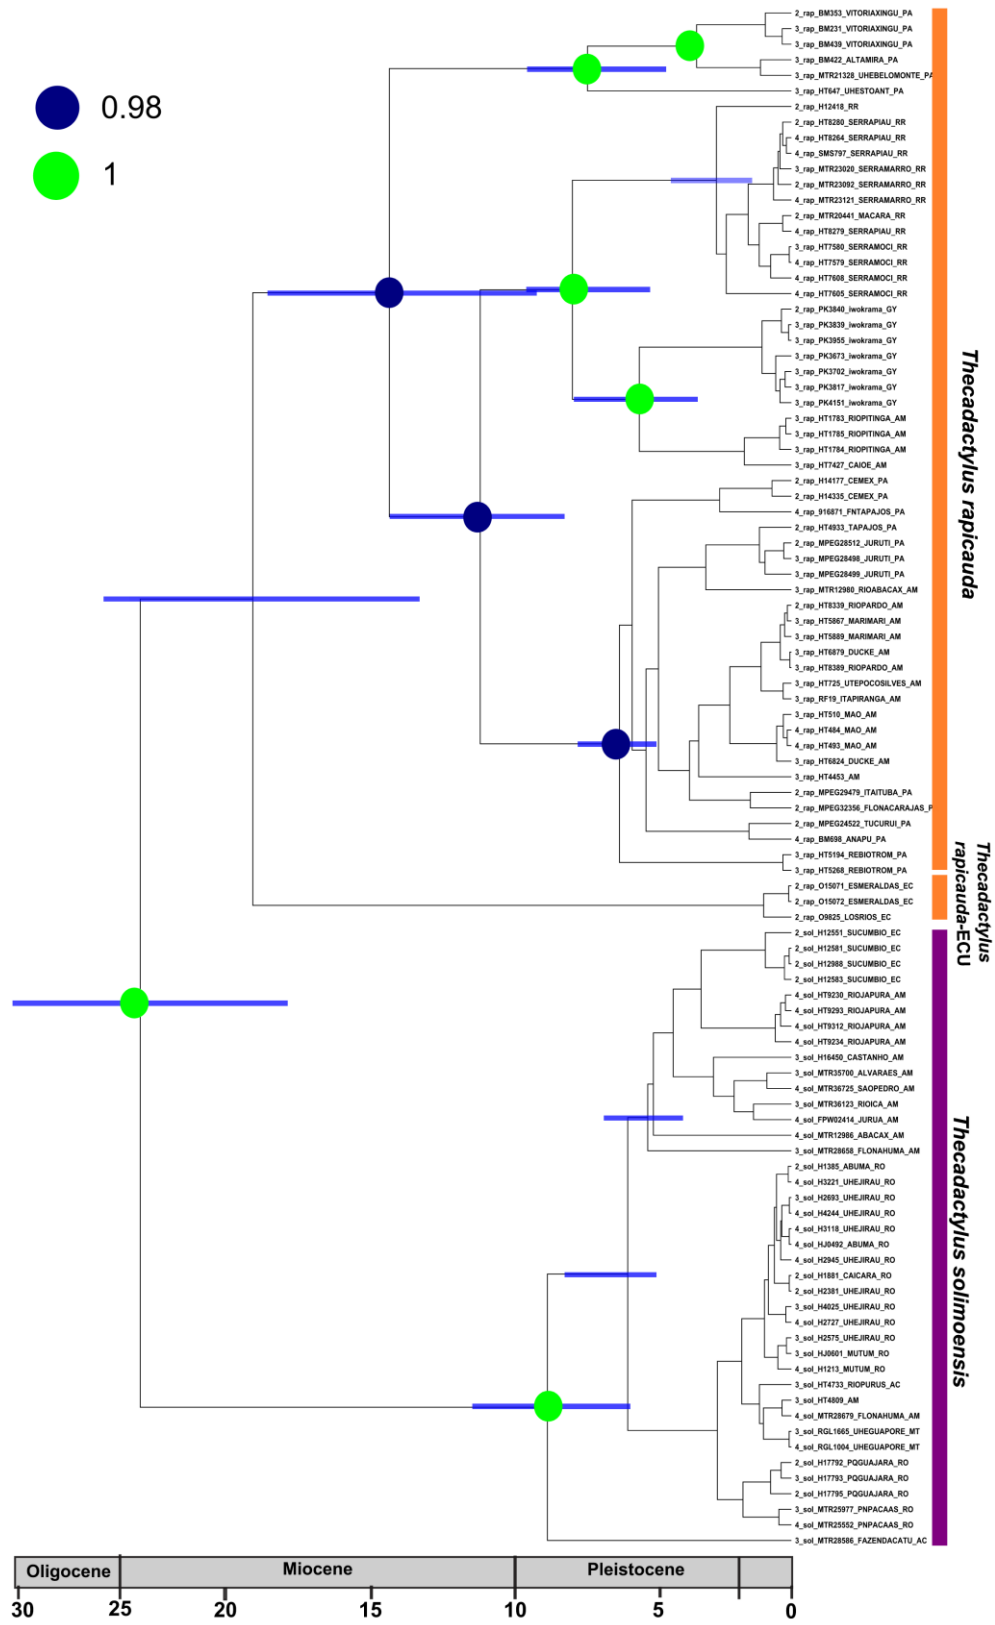 0.98
1
2_rap_BM353_VITORIAXINGU_PA
3_rap_BM231_VITORIAXINGU_PA
3_rap_BM439_VITORIAXINGU_PA
3_rap_BM422_ALTAMIRA_PA
3_rap_MTR21328_UHEBELOMONTE_PA
3_rap_HT647_UHESTOANT_PA
2_rap_H12418_RR
2_rap_HT8280_SERRAPIAU_RR
4_rap_HT8264_SERRAPIAU_RR
4_rap_SMS797_SERRAPIAU_RR
3_rap_MTR23020_SERRAMARRO_RR
2_rap_MTR23092_SERRAMARRO_RR
4_rap_MTR23121_SERRAMARRO_RR
2_rap_MTR20441_MACARA_RR
4_rap_HT8279_SERRAPIAU_RR
3_rap_HT7580_SERRAMOCI_RR
4_rap_HT7579_SERRAMOCI_RR
4_rap_HT7608_SERRAMOCI_RR
4_rap_HT7605_SERRAMOCI_RR
2_rap_PK3840_iwokrama_GY
3_rap_PK3839_iwokrama_GY
3_rap_PK3955_iwokrama_GY
3_rap_PK3673_iwokrama_GY
3_rap_PK3702_iwokrama_GY
3_rap_PK3817_iwokrama_GY
3_rap_PK4151_iwokrama_GY
3_rap_HT1783_RIOPITINGA_AM
3_rap_HT1785_RIOPITINGA_AM
3_rap_HT1784_RIOPITINGA_AM
3_rap_HT7427_CAIOE_AM
2_rap_H14177_CEMEX_PA
2_rap_H14335_CEMEX_PA
4_rap_916871_FNTAPAJOS_PA
2_rap_HT4933_TAPAJOS_PA
2_rap_MPEG28512_JURUTI_PA
3_rap_MPEG28498_JURUTI_PA
3_rap_MPEG28499_JURUTI_PA
3_rap_MTR12980_RIOABACAX_AM
2_rap_HT8339_RIOPARDO_AM
3_rap_HT5867_MARIMARI_AM
3_rap_HT5889_MARIMARI_AM
3_rap_HT6879_DUCKE_AM
3_rap_HT8389_RIOPARDO_AM
3_rap_HT725_UTEPOCOSILVES_AM
3_rap_RF19_ITAPIRANGA_AM
3_rap_HT510_MAO_AM
4_rap_HT484_MAO_AM
4_rap_HT493_MAO_AM
3_rap_HT6824_DUCKE_AM
3_rap_HT4453_AM
2_rap_MPEG29479_ITAITUBA_PA
2_rap_MPEG32356_FLONACARAJAS_P
2_rap_MPEG24522_TUCURUI_PA
4_rap_BM698_ANAPU_PA
3_rap_HT5194_REBIOTROM_PA
3_rap_HT5268_REBIOTROM_PA
2_rap_O15071_ESMERALDAS_EC
2_rap_O15072_ESMERALDAS_EC
2_rap_O9825_LOSRIOS_EC
2_sol_H12551_SUCUMBIO_EC
2_sol_H12581_SUCUMBIO_EC
2_sol_H12988_SUCUMBIO_EC
2_sol_H12583_SUCUMBIO_EC
4_sol_HT9230_RIOJAPURA_AM
4_sol_HT9293_RIOJAPURA_AM
4_sol_HT9312_RIOJAPURA_AM
4_sol_HT9234_RIOJAPURA_AM
3_sol_H16450_CASTANHO_AM
3_sol_MTR35700_ALVARAES_AM
4_sol_MTR36725_SAOPEDRO_AM
3_sol_MTR36123_RIOICA_AM
4_sol_FPW02414_JURUA_AM
4_sol_MTR12986_ABACAX_AM
3_sol_MTR28658_FLONAHUMA_AM
2_sol_H1385_ABUMA_RO
4_sol_H3221_UHEJIRAU_RO
3_sol_H2693_UHEJIRAU_RO
4_sol_H4244_UHEJIRAU_RO
4_sol_H3118_UHEJIRAU_RO
4_sol_HJ0492_ABUMA_RO
4_sol_H2945_UHEJIRAU_RO
2_sol_H1881_CAICARA_RO
2_sol_H2381_UHEJIRAU_RO
3_sol_H4025_UHEJIRAU_RO
4_sol_H2727_UHEJIRAU_RO
3_sol_H2575_UHEJIRAU_RO
3_sol_HJ0601_MUTUM_RO
4_sol_H1213_MUTUM_RO
3_sol_HT4733_RIOPURUS_AC
3_sol_HT4809_AM
4_sol_MTR28679_FLONAHUMA_AM
3_sol_RGL1665_UHEGUAPORE_MT
4_sol_RGL1004_UHEGUAPORE_MT
2_sol_H17792_PQGUAJARA_RO
3_sol_H17793_PQGUAJARA_RO
2_sol_H17795_PQGUAJARA_RO
3_sol_MTR25977_PNPACAAS_RO
4_sol_MTR25552_PNPACAAS_RO
3_sol_MTR28586_FAZENDACATU_AC
Thecadactylus rapicauda
Thecadactylus
rapicauda-ECU
Thecadactylus solimoensis
Oligocene
Miocene
Pleistocene
30
25
20
15
10
5
0